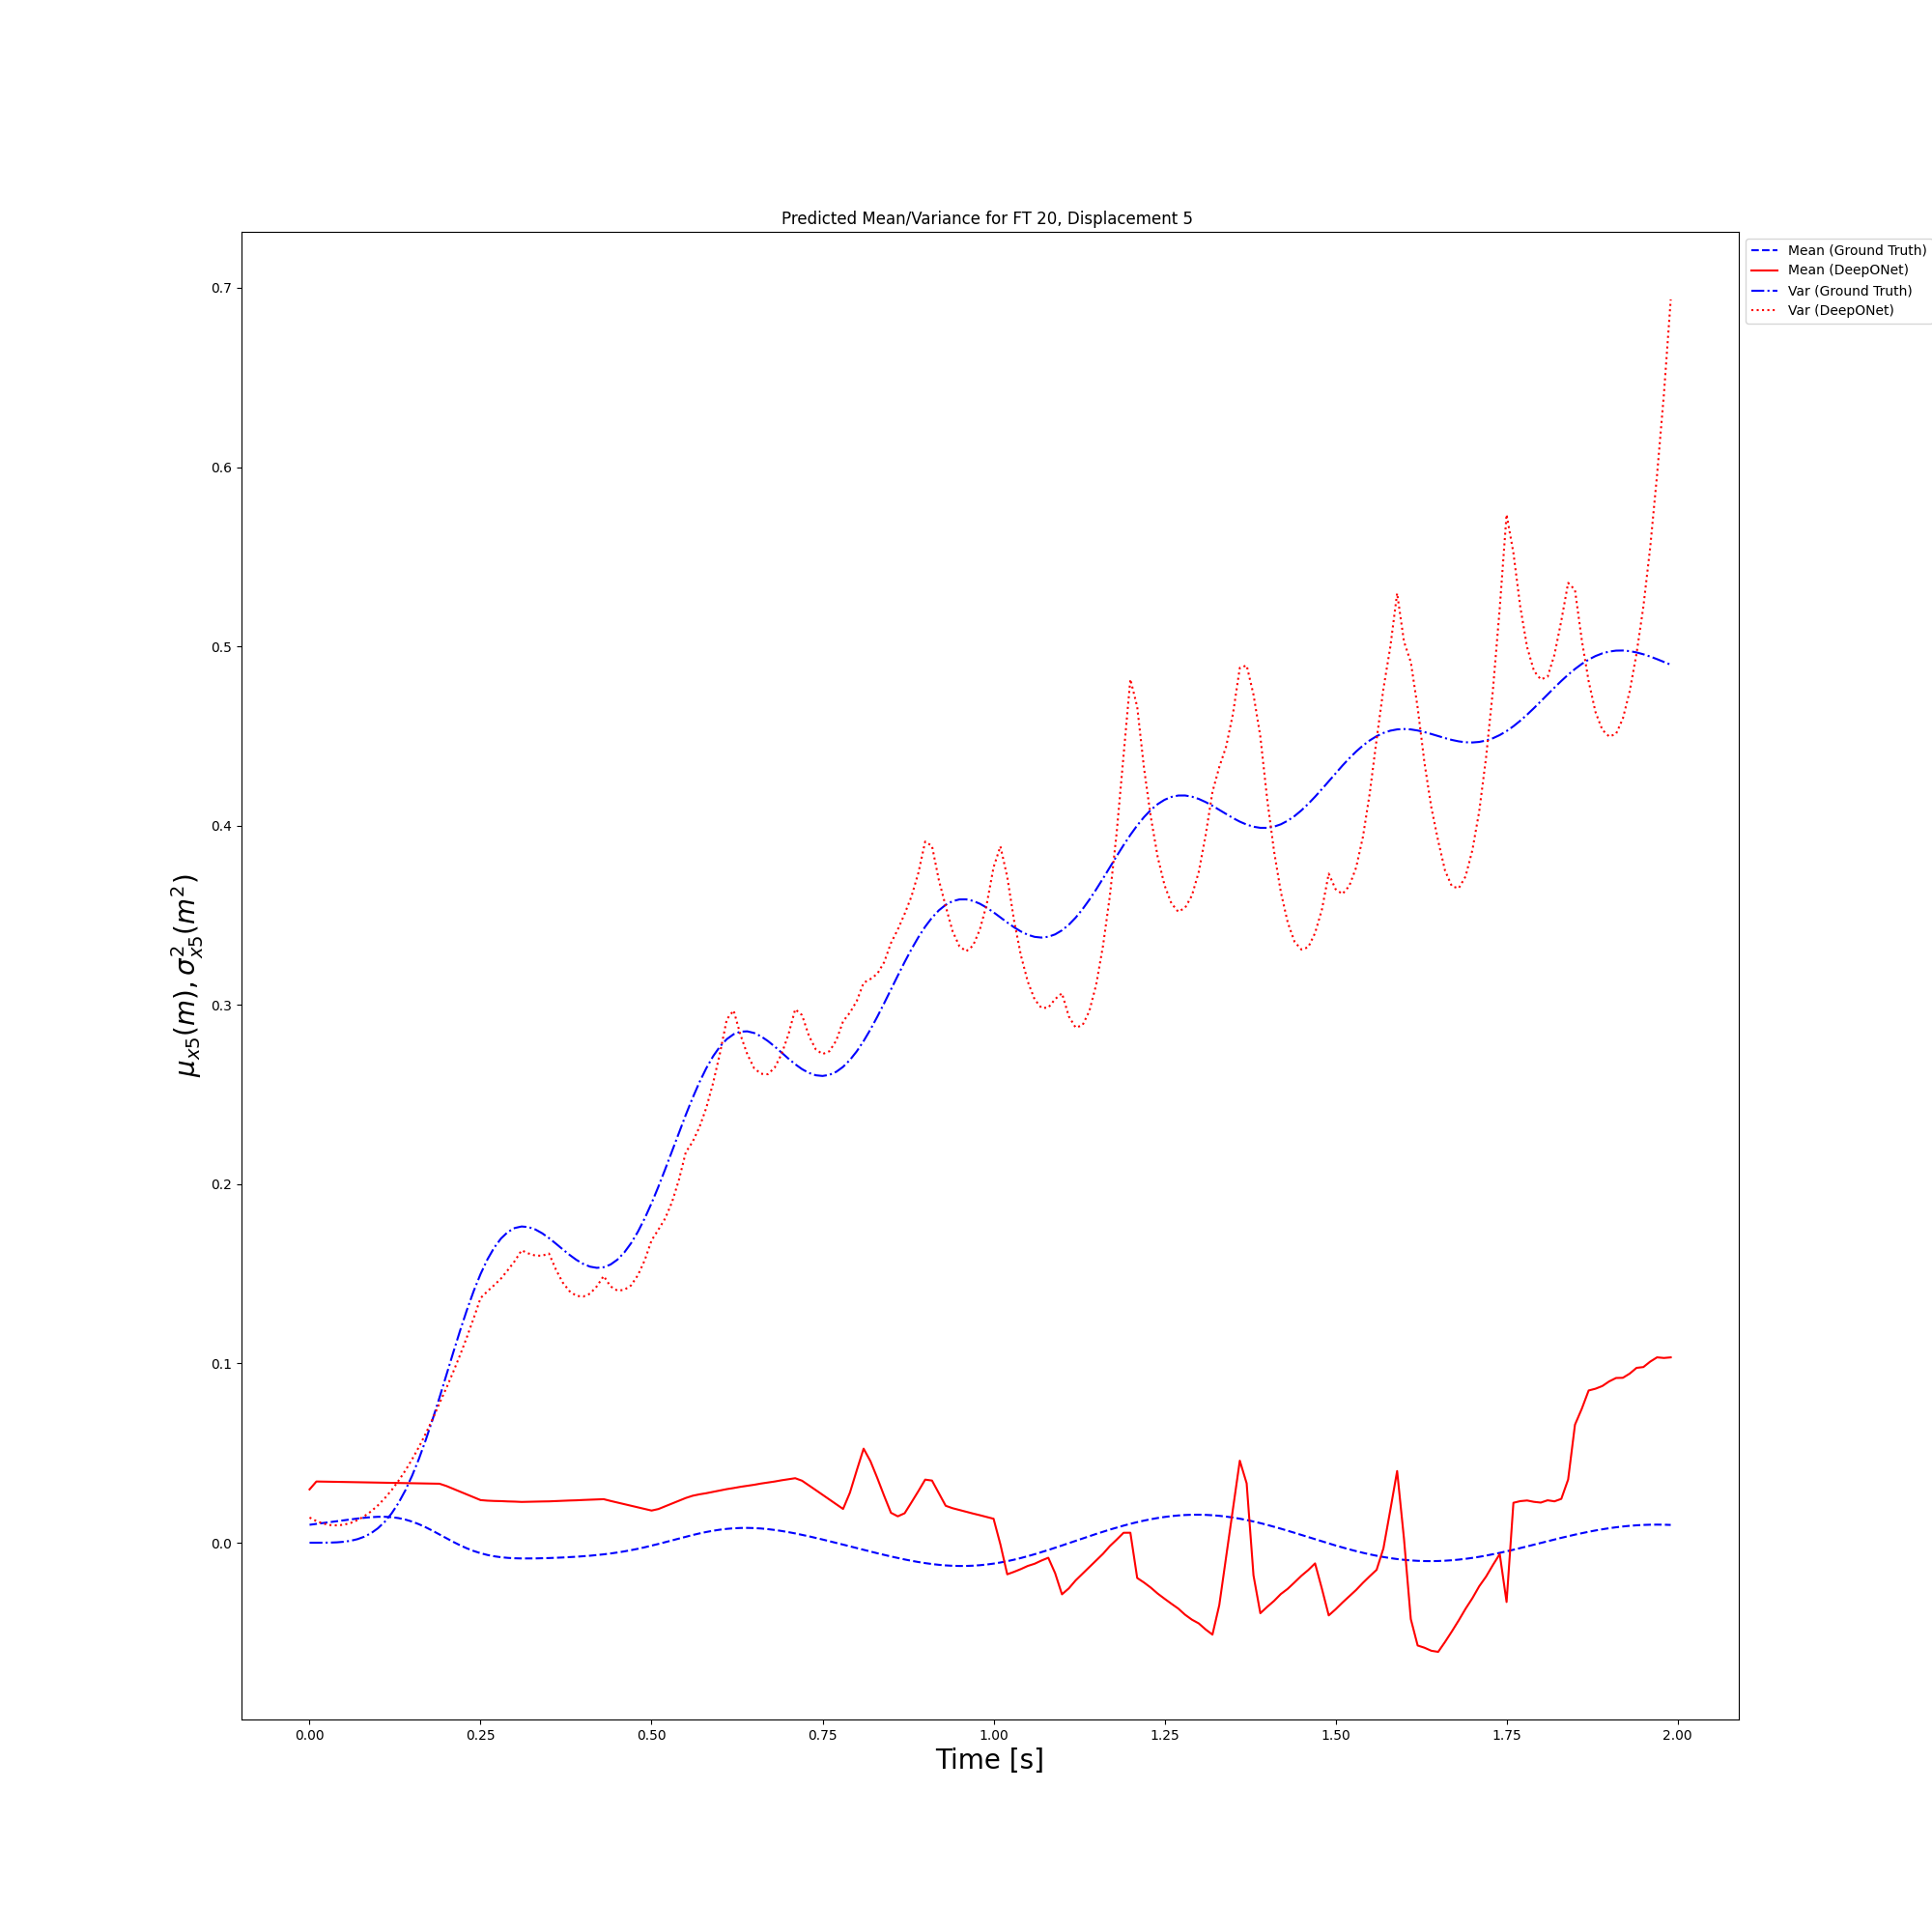 Predicted Mean/Variance for FT 20, Displacement 5
Mean (Ground Truth)
Mean (DeepONet)
Var (Ground Truth)
Var (DeepONet)
0.7
0.6
0.5
0.4
0.3
0.2
0.1
0.0
μx5(m), σ²x5(m²)
0.00 0.25 0.50 0.75 1.00 1.25 1.50 1.75 2.00
Time [s]